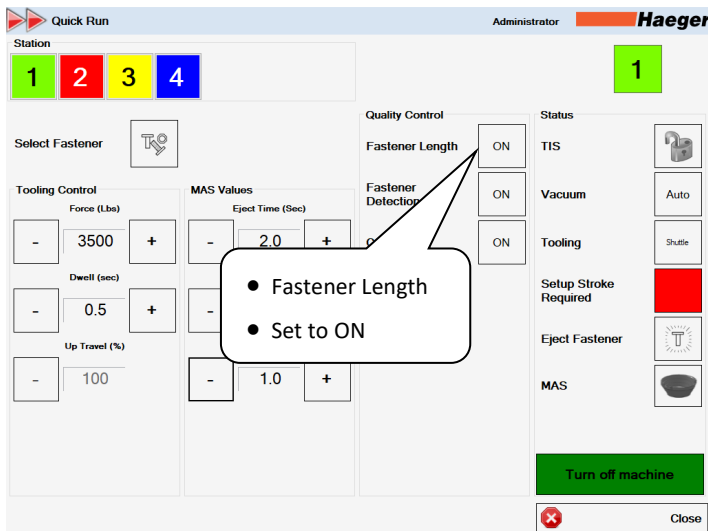 Quick Run
Administrator
Haeger
Station
1 2 3 4
1
Select Fastener
Tooling Control
Force (Lbs)
- 3500 +
Dwell (sec)
- 0.5 +
Up Travel (%)
- 100
MAS Values
Eject Time (Sec)
- 2.0 +
-
- 1.0 +
Quality Control
Fastener Length ON
Fastener
Detection ON
ON
• Fastener Length
• Set to ON
Status
TIS
Vacuum Auto
Tooling Shuttle
Setup Stroke
Required
Eject Fastener
T
MAS
Turn off machine
Close